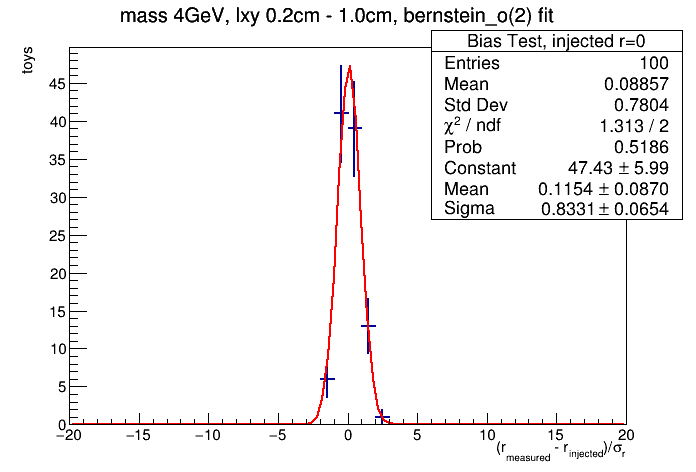 mass 4GeV, lxy 0.2cm - 1.0cm, bernstein_o(2) fit
toys
Bias Test, injected r=0
Entries 100
Mean 0.08857
Std Dev 0.7804
χ² / ndf 1.313 / 2
Prob 0.5186
Constant 47.43 ± 5.99
Mean 0.1154 ± 0.0870
Sigma 0.8331 ± 0.0654
45
40
35
30
25
20
15
10
5
0
−20 −15 −10 −5 0 5 10 15 20
(r_measured - r_injected)/σ_r